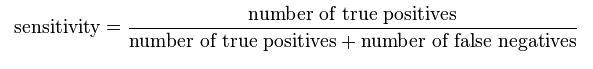 sensitivity = number of true positives
number of true positives + number of false negatives